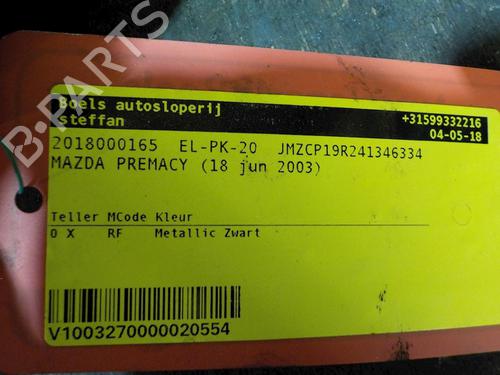 Boels autosloperij
steffan
+31599332216
04-05-18
2018000165 EL-PK-20 JMZCP19R241346334
MAZDA PREMACY (18 jun 2003)
Teller MCode Kleur
0 X RF Metallic Zwart
V1003270000020554
B-PARTS